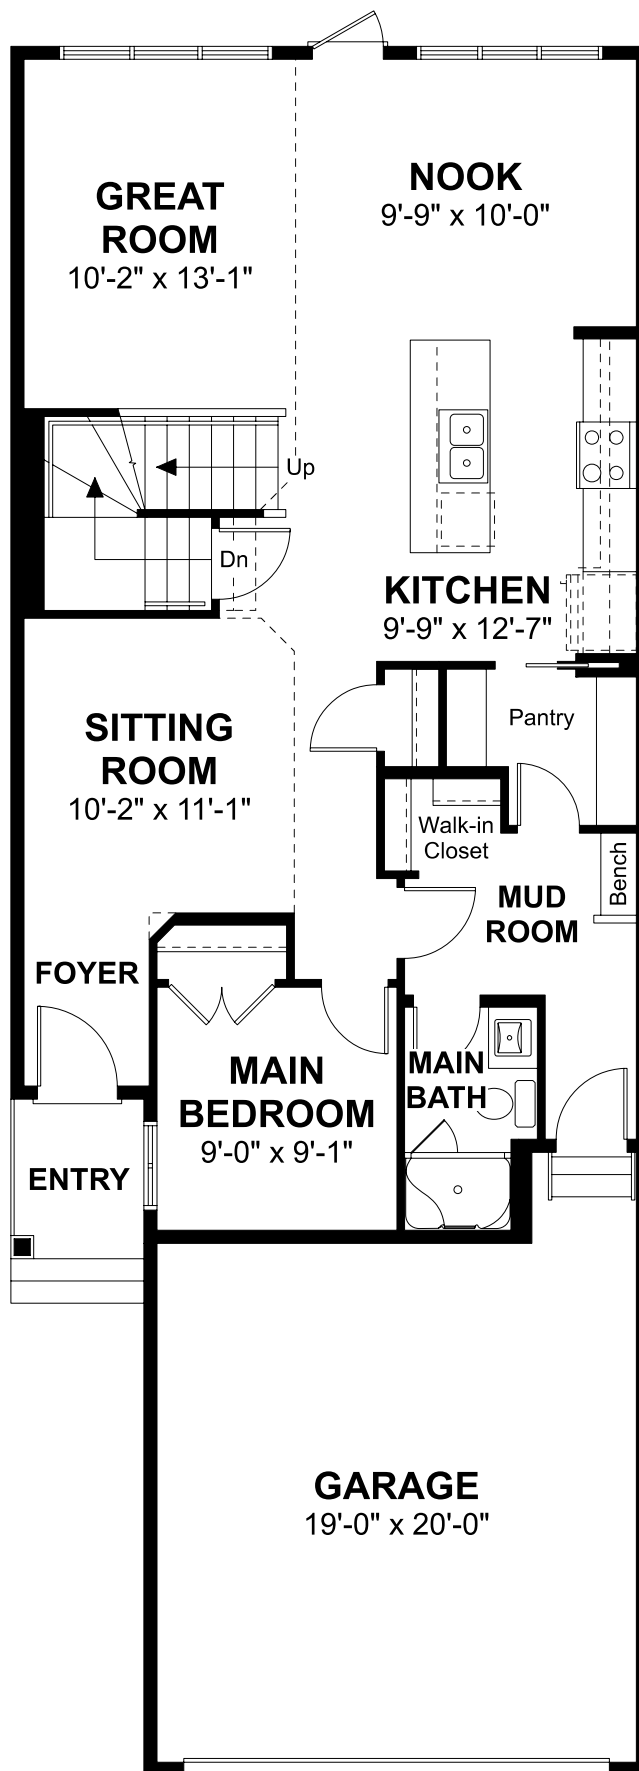 GREAT
ROOM
10'-2" x 13'-1"
NOOK
9'-9" x 10'-0"
Up
Dn
KITCHEN
9'-9" x 12'-7"
SITTING
ROOM
10'-2" x 11'-1"
Pantry
Walk-in
Closet
Bench
MUD
ROOM
FOYER
MAIN
BEDROOM
9'-0" x 9'-1"
MAIN
BATH
ENTRY
GARAGE
19'-0" x 20'-0"